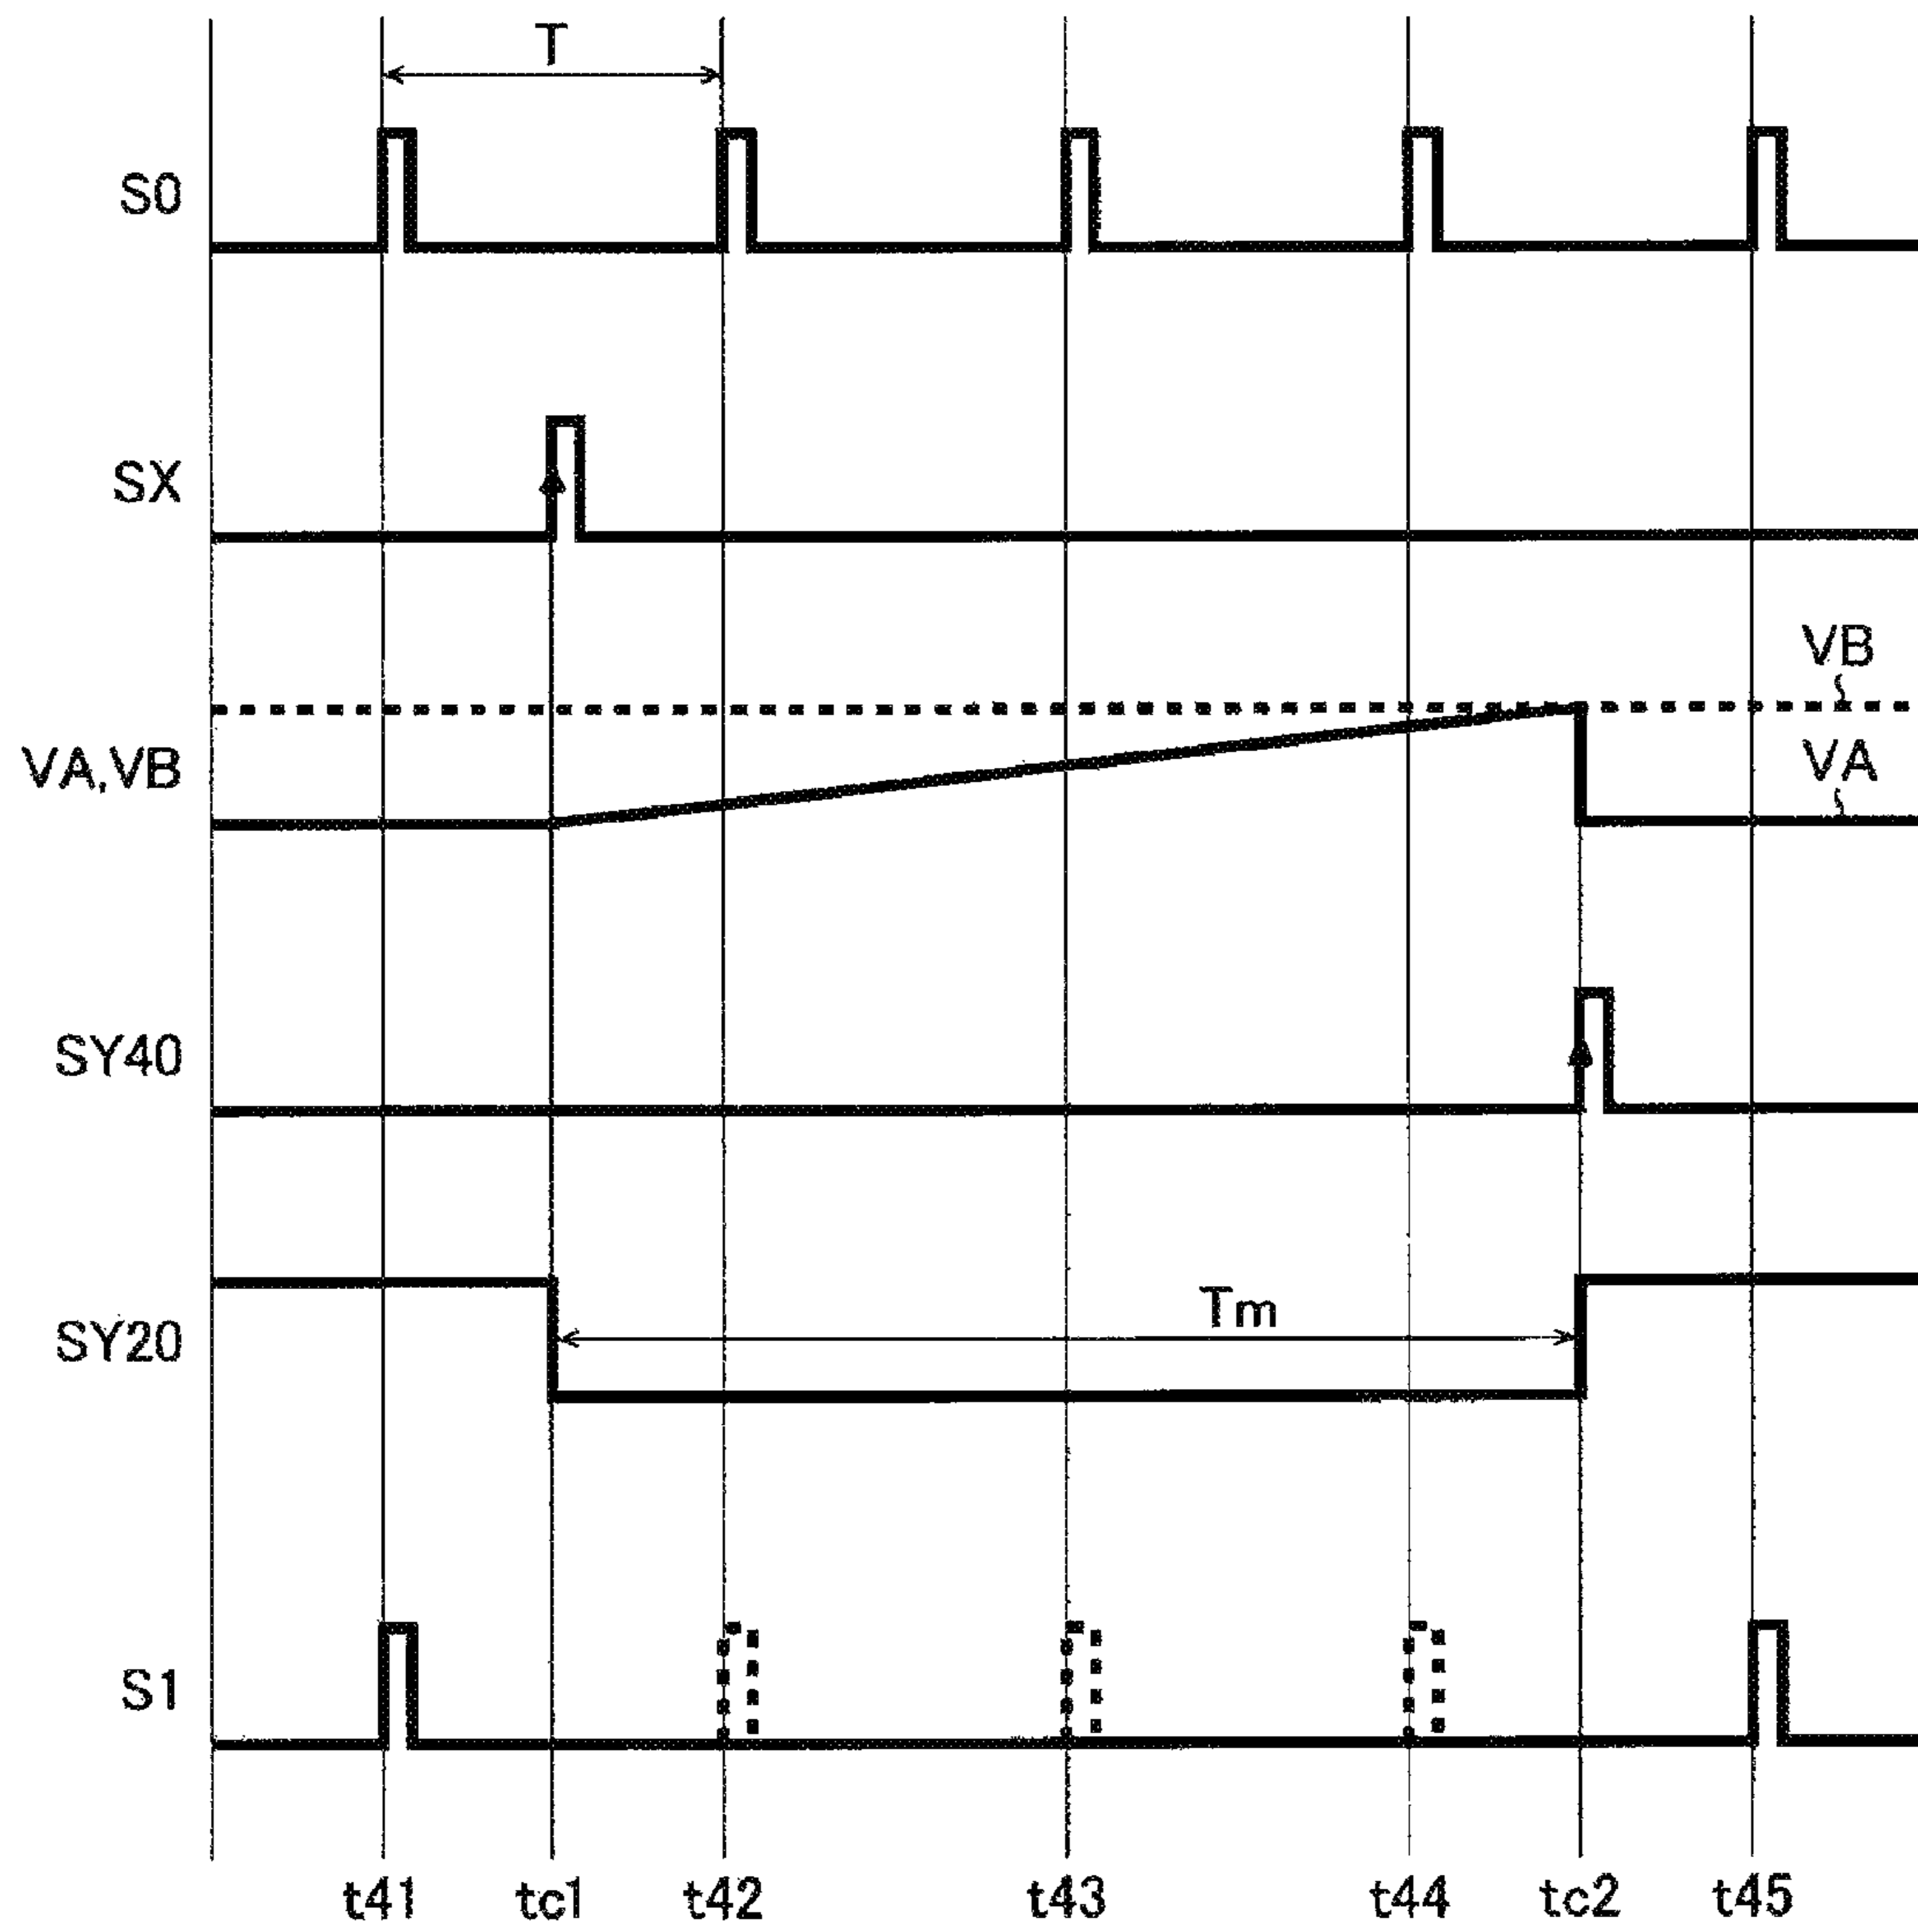 T
S0
SX
VB
VA,VB
VA
SY40
Tm
SY20
S1
t41 tc1 t42 t43 t44 tc2 t45